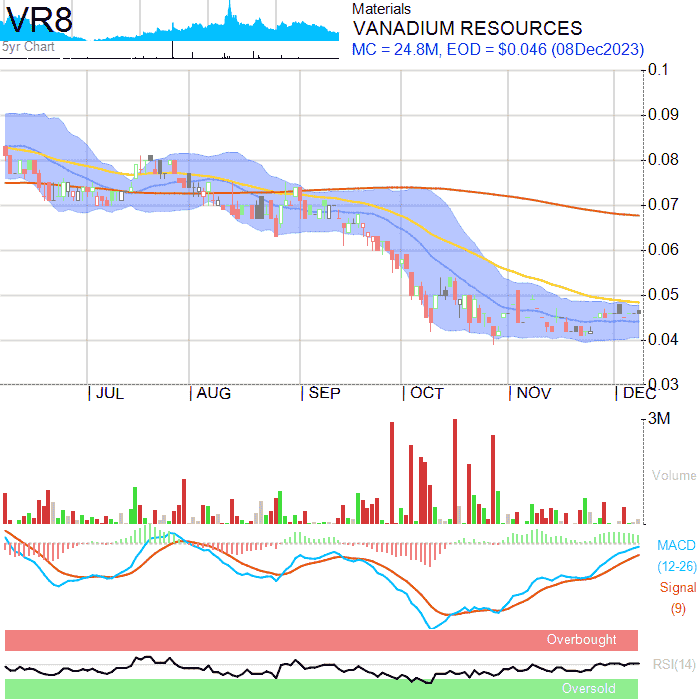 VR8
5yr Chart
Materials
VANADIUM RESOURCES
MC = 24.8M, EOD = $0.046 (08Dec2023)
0.1
0.09
0.08
0.07
0.06
0.05
0.04
0.03
JUL AUG SEP OCT NOV DEC
3M
Volume
MACD
(12-26)
Signal
(9)
Overbought
RSI(14)
Oversold